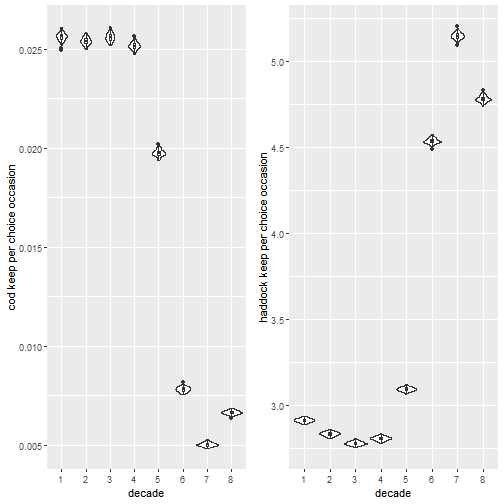 cod keep per choice occasion
0.025
0.020
0.015
0.010
0.005
1 2 3 4 5 6 7 8
decade
haddock keep per choice occasion
5.0
4.5
4.0
3.5
3.0
1 2 3 4 5 6 7 8
decade